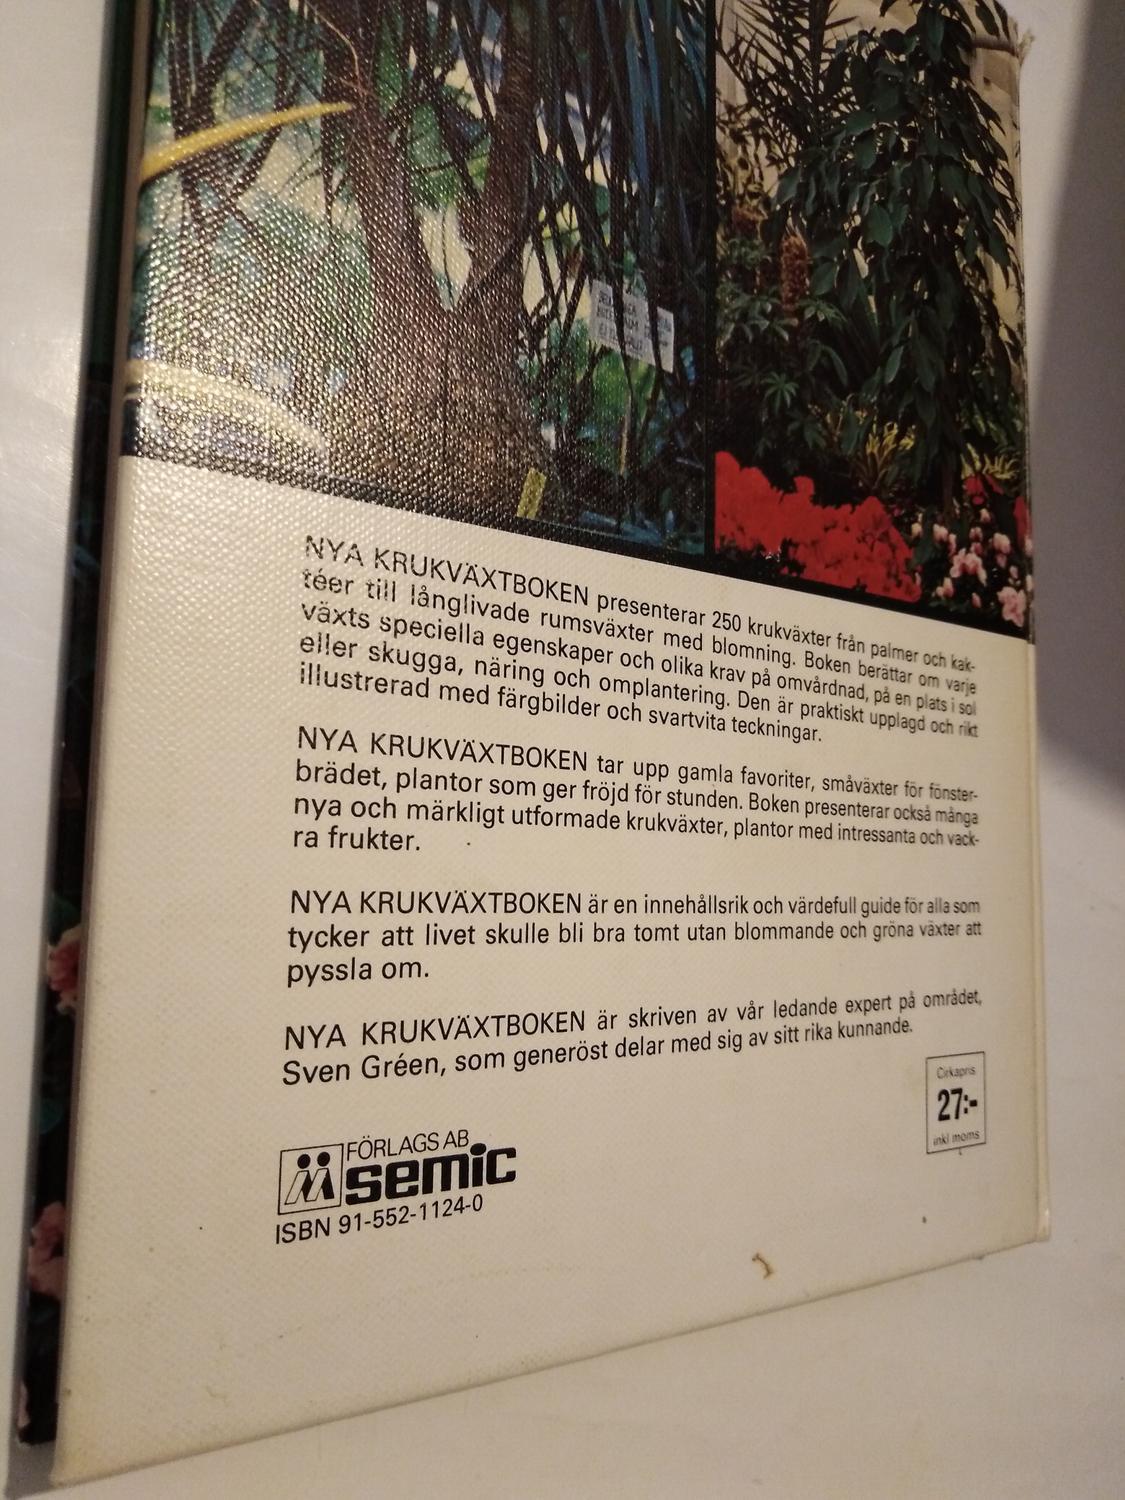 NYA KRUKVÄXTBOKEN presenterar 250 krukväxter från palmer och kak-
téer till långlivade rumsväxter med blomning. Boken berättar om varje
växts speciella egenskaper och olika krav på omvårdnad, på en plats i sol
eller skugga, näring och omplantering. Den är praktiskt upplagd och rikt
illustrerad med färgbilder och svartvita teckningar.
NYA KRUKVÄXTBOKEN tar upp gamla favoriter, småväxter för fönster-
brädet, plantor som ger fröjd för stunden. Boken presenterar också många
nya och märkligt utformade krukväxter, plantor med intressanta och vack-
ra frukter.
NYA KRUKVÄXTBOKEN är en innehållsrik och värdefull guide för alla som
tycker att livet skulle bli bra tomt utan blommande och gröna växter att
pyssla om.
NYA KRUKVÄXTBOKEN är skriven av vår ledande expert på området,
Sven Gréen, som generöst delar med sig av sitt rika kunnande.
Cirkapris
27:-
inkl moms
FÖRLAGS AB
semic
ISBN 91-552-1124-0